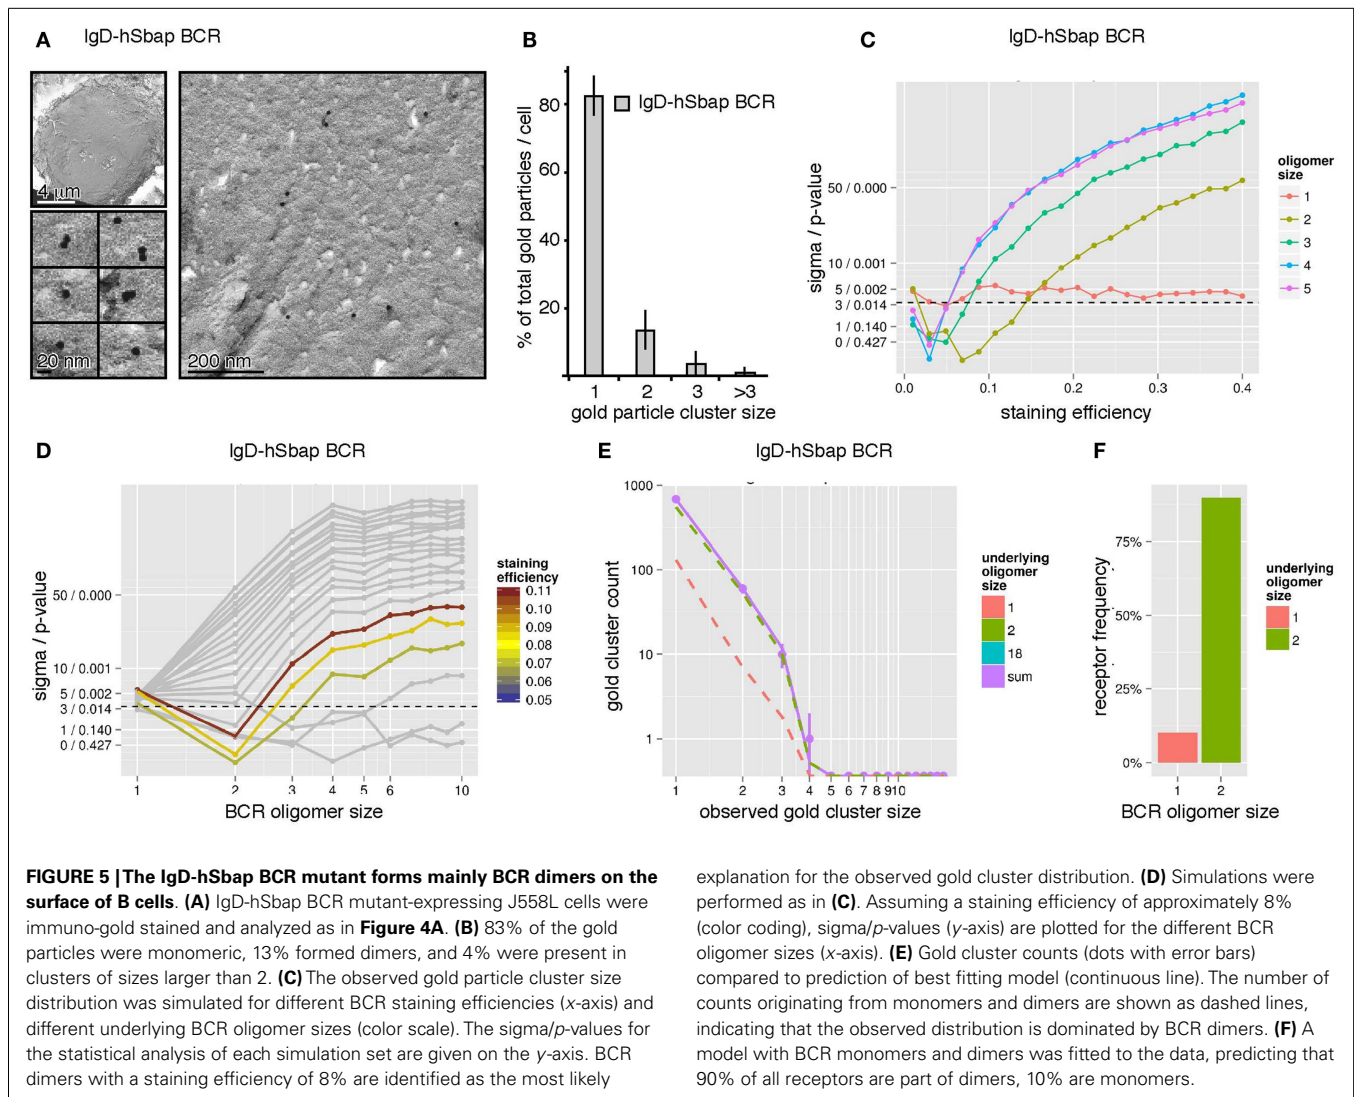 A
IgD-hSbap BCR
4 µm
20 nm
200 nm
B
IgD-hSbap BCR
% of total gold particles / cell
80
60
40
20
1
2
3
>3
gold particle cluster size
C
IgD-hSbap BCR
sigma / p-value
50 / 0.000
10 / 0.001
5 / 0.002
3 / 0.014
1 / 0.140
0 / 0.427
0.0
0.1
0.2
0.3
0.4
staining efficiency
oligomer
size
1
2
3
4
5
D
IgD-hSbap BCR
sigma / p-value
50 / 0.000
10 / 0.001
5 / 0.002
3 / 0.014
1 / 0.140
0 / 0.427
1
2
3
4
5
6
10
BCR oligomer size
staining
efficiency
0.11
0.10
0.09
0.08
0.07
0.06
0.05
E
IgD-hSbap BCR
gold cluster count
1000
100
10
1
1
2
3
4
5
6
7
8
9
10
observed gold cluster size
underlying
oligomer
size
1
2
18
sum
F
receptor frequency
75%
50%
25%
0%
1
2
BCR oligomer size
underlying
oligomer
size
1
2
FIGURE 5 | The IgD-hSbap BCR mutant forms mainly BCR dimers on the
surface of B cells. (A) IgD-hSbap BCR mutant-expressing J558L cells were
immuno-gold stained and analyzed as in Figure 4A. (B) 83% of the gold
particles were monomeric, 13% formed dimers, and 4% were present in
clusters of sizes larger than 2. (C) The observed gold particle cluster size
distribution was simulated for different BCR staining efficiencies (x-axis) and
different underlying BCR oligomer sizes (color scale). The sigma/p-values for
the statistical analysis of each simulation set are given on the y-axis. BCR
dimers with a staining efficiency of 8% are identified as the most likely
explanation for the observed gold cluster distribution. (D) Simulations were
performed as in (C). Assuming a staining efficiency of approximately 8%
(color coding), sigma/p-values (y-axis) are plotted for the different BCR
oligomer sizes (x-axis). (E) Gold cluster counts (dots with error bars)
compared to prediction of best fitting model (continuous line). The number of
counts originating from monomers and dimers are shown as dashed lines,
indicating that the observed distribution is dominated by BCR dimers. (F) A
model with BCR monomers and dimers was fitted to the data, predicting that
90% of all receptors are part of dimers, 10% are monomers.